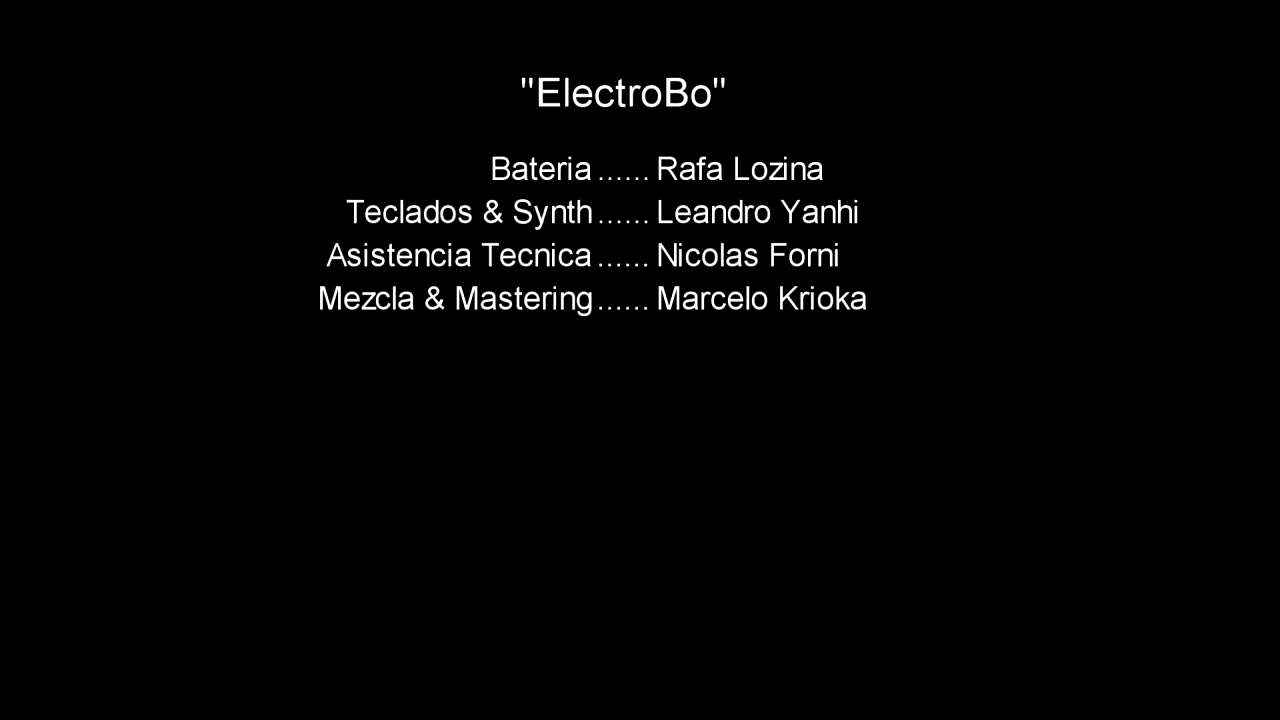 "ElectroBo"
Bateria ...... Rafa Lozina
Teclados & Synth ...... Leandro Yanhi
Asistencia Tecnica ...... Nicolas Forni
Mezcla & Mastering ...... Marcelo Krioka